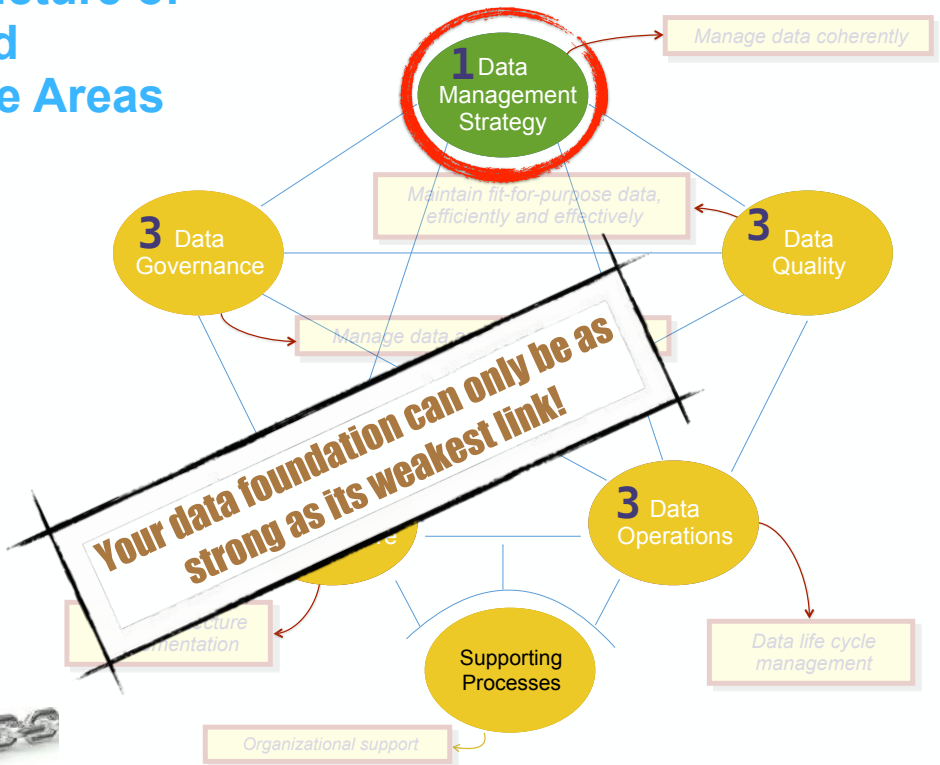 d
e Areas
1 Data
Management
Strategy
Manage data coherently
Maintain fit-for-purpose data,
efficiently and effectively
3 Data
Governance
3 Data
Quality
Manage data
Your data foundation can only be as
strong as its weakest link!
3 Data
Operations
re
cture
mentation
Data life cycle
management
Supporting
Processes
Organizational support